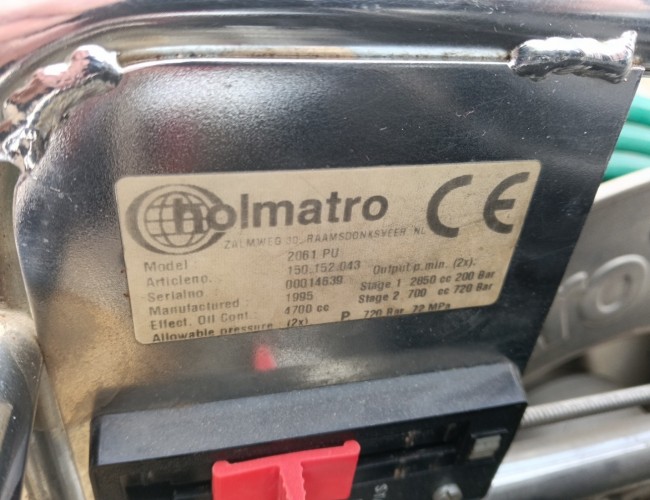 holmatro CE
ZALMWEG 30, RAAMSDONKSVEER. NL
Model 2061 PU
Articleno. 150.152.043 Output p.min. (2x):
Serialno 00014639 Stage 1 2850 cc 200 Bar
Manufactured 1995 Stage 2 700 cc 720 Bar
Effect. Oil Cont. 4700 cc
Allowable pressure (2x) P 720 Bar, 72 MPa